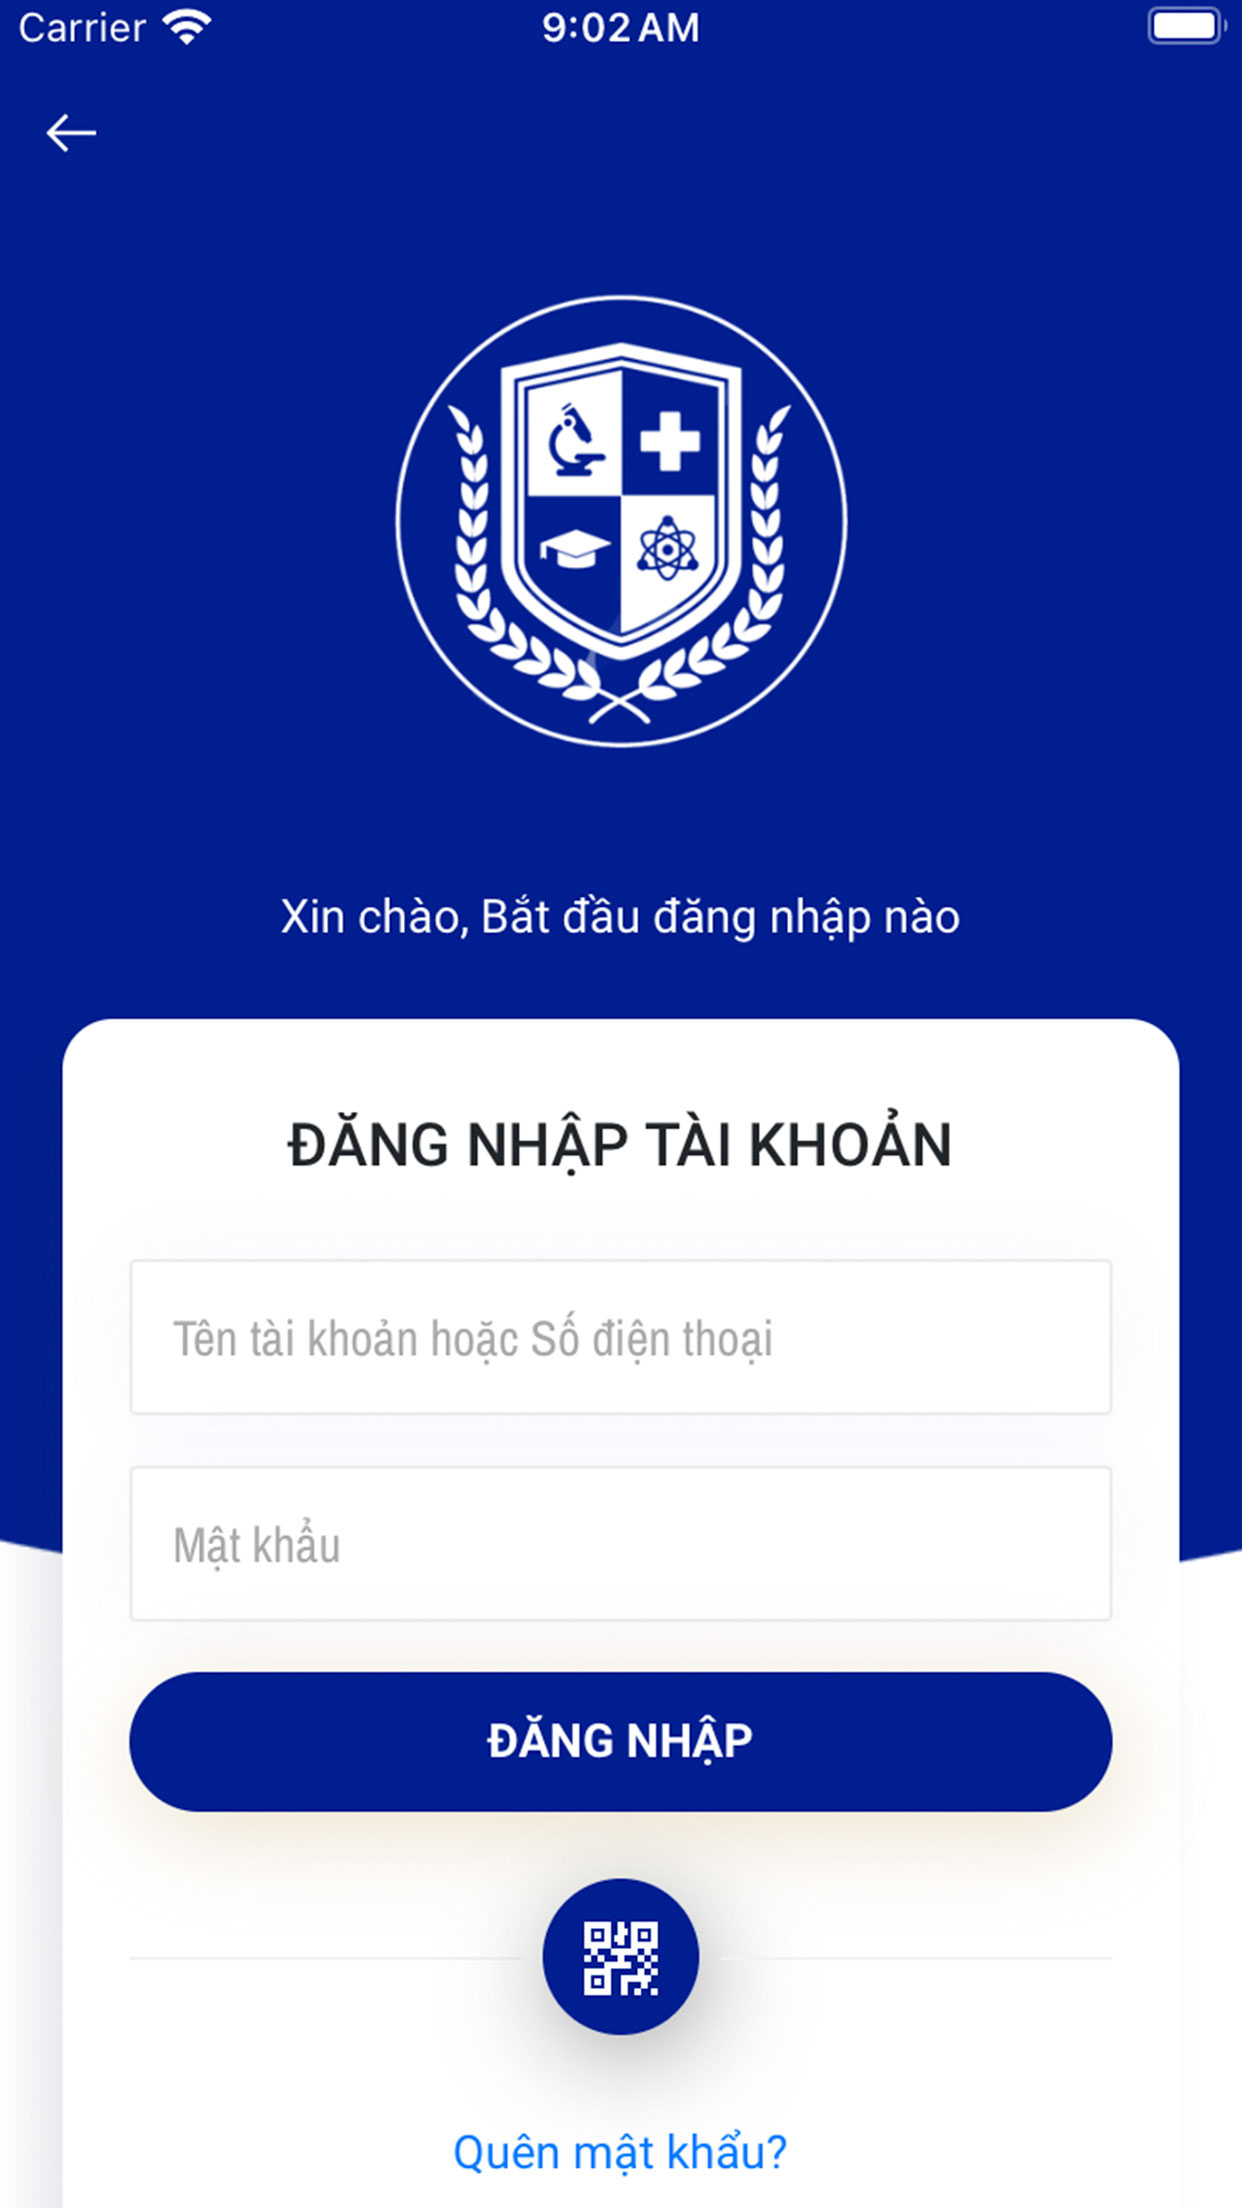 Carrier 9:02 AM
Xin chào, Bắt đầu đăng nhập nào
ĐĂNG NHẬP TÀI KHOẢN
Tên tài khoản hoặc Số điện thoại
Mật khẩu
ĐĂNG NHẬP
Quên mật khẩu?